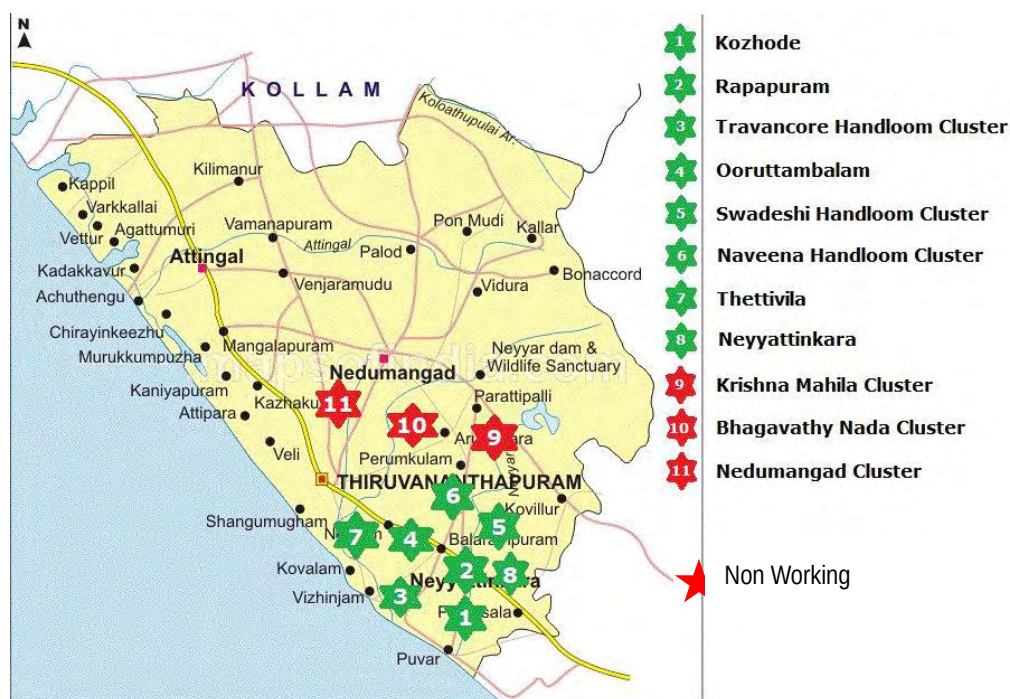 N
KOLLAM
Koloathupulai Ar.
Kappil
Kilimanur
Varkkallai
Vettur
Agattumuri
Vamanapuram
Attingal
Pon Mudi
Kallar
Attingal
Palod
Kadakkavur
Venjaramudu
Bonaccord
Achuthengu
Vidura
Chirayinkeezhu
Mangalapuram
Murukkumpuzha
Neyyar dam &
Wildlife Sanctuary
Nedumangad
Kaniyapuram
Parattipalli
Attipara
11
10
9
Veli
Perumkulam
THIRUVANANTHAPURAM
6
Kovillur
Shangumugham
7
4
5
Kovalam
2
8
Vizhinjam
3
1
Puvar
1 Kozhode
2 Rapapuram
3 Travancore Handloom Cluster
4 Ooruttambalam
5 Swadeshi Handloom Cluster
6 Naveena Handloom Cluster
7 Thettivila
8 Neyyattinkara
9 Krishna Mahila Cluster
10 Bhagavathy Nada Cluster
11 Nedumangad Cluster
Non Working